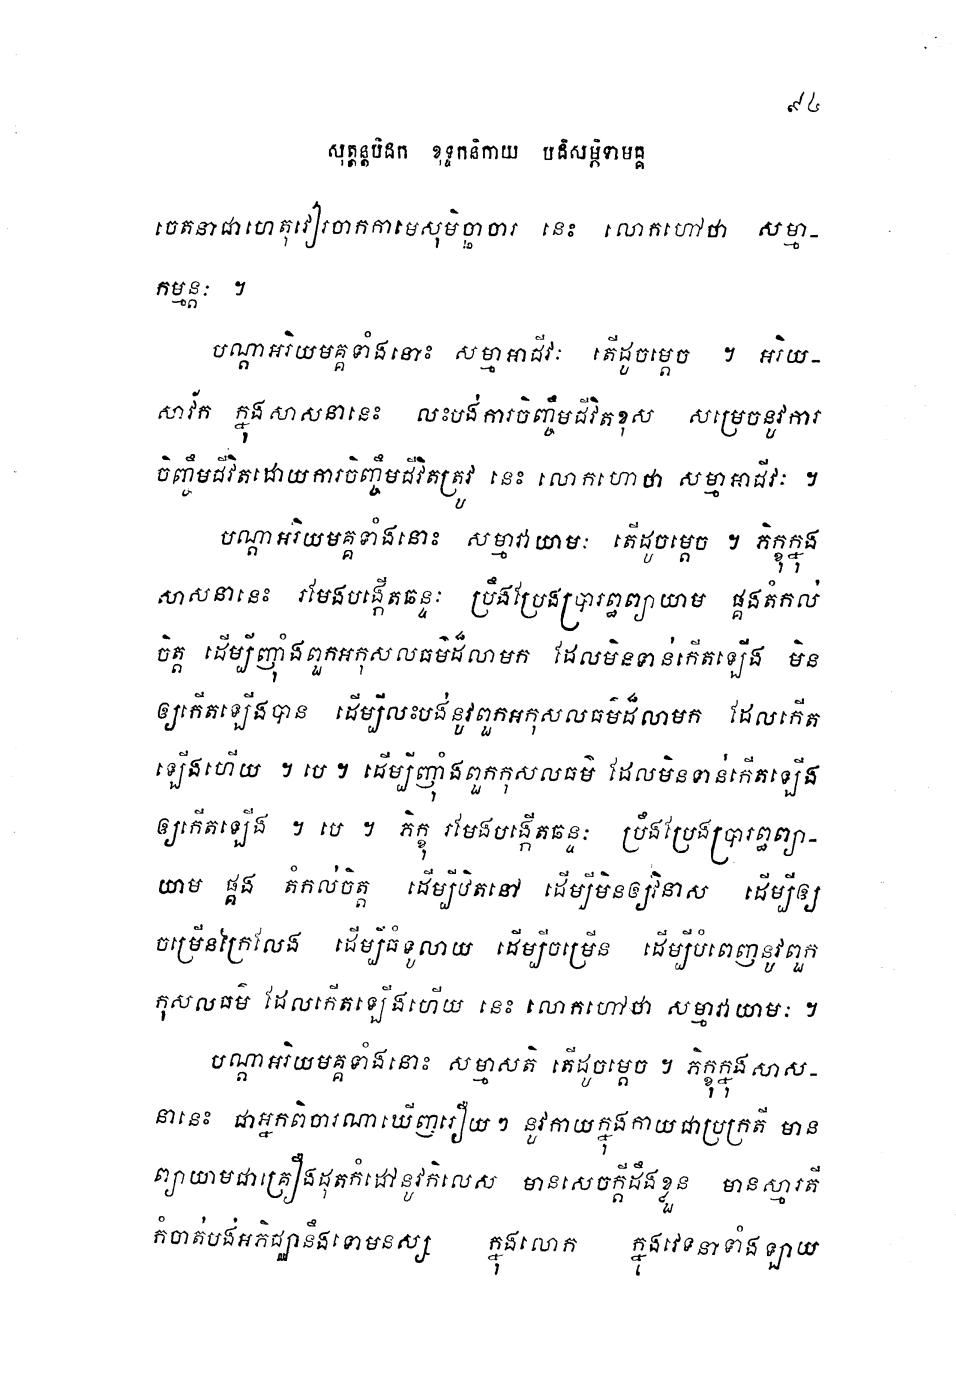 ៩៤
សុត្តន្តបិដក ខុទ្ទកនិកាយ បដិសម្ភិទាមគ្គ
ចេតនាជាហេតុវៀរចាកកាមេសុមិច្ឆាចារ នេះ លោកហៅថា សម្មា-
កម្មន្តៈ ។
បណ្តាអរិយមគ្គទាំងនោះ សម្មាអាជីវៈ តើដូចម្តេច ។ អរិយ-
សាវ័ក ក្នុងសាសនានេះ លះបង់ការចិញ្ចឹមជីវិតខុស សម្រេចនូវការ
ចិញ្ចឹមជីវិតដោយការចិញ្ចឹមជីវិតត្រូវ នេះ លោកហៅថា សម្មាអាជីវៈ ។
បណ្តាអរិយមគ្គទាំងនោះ សម្មាវាយាមៈ តើដូចម្តេច ។ ភិក្ខុក្នុង
សាសនានេះ រមែងបង្កើតឆន្ទៈ ប្រឹងប្រែងប្រារព្ធព្យាយាម ផ្គងតំកល់
ចិត្ត ដើម្បីញ៉ាំងពួកអកុសលធម៌ដ៏លាមក ដែលមិនទាន់កើតឡើង មិន
ឲ្យកើតឡើងបាន ដើម្បីលះបង់នូវពួកអកុសលធម៌ដ៏លាមក ដែលកើត
ឡើងហើយ ។ បេ ។ ដើម្បីញ៉ាំងពួកកុសលធម៌ ដែលមិនទាន់កើតឡើង
ឲ្យកើតឡើង ។ បេ ។ ភិក្ខុ រមែងបង្កើតឆន្ទៈ ប្រឹងប្រែងប្រារព្ធព្យា-
យាម ផ្គង តំកល់ចិត្ត ដើម្បីឋិតនៅ ដើម្បីមិនឲ្យវិនាស ដើម្បីឲ្យ
ចម្រើនក្រៃលែង ដើម្បីធំទូលាយ ដើម្បីចម្រើន ដើម្បីបំពេញនូវពួក
កុសលធម៌ ដែលកើតឡើងហើយ នេះ លោកហៅថា សម្មាវាយាមៈ ។
បណ្តាអរិយមគ្គទាំងនោះ សម្មាសតិ តើដូចម្តេច ។ ភិក្ខុក្នុងសាស-
នានេះ ជាអ្នកពិចារណាឃើញរឿយៗ នូវកាយក្នុងកាយជាប្រក្រតី មាន
ព្យាយាមជាគ្រឿងដុតកំដៅនូវកិលេស មានសេចក្តីដឹងខ្លួន មានស្មារតី
កំចាត់បង់អភិជ្ឈានឹងទោមនស្ស ក្នុងលោក ក្នុងវេទនាទាំងឡាយ